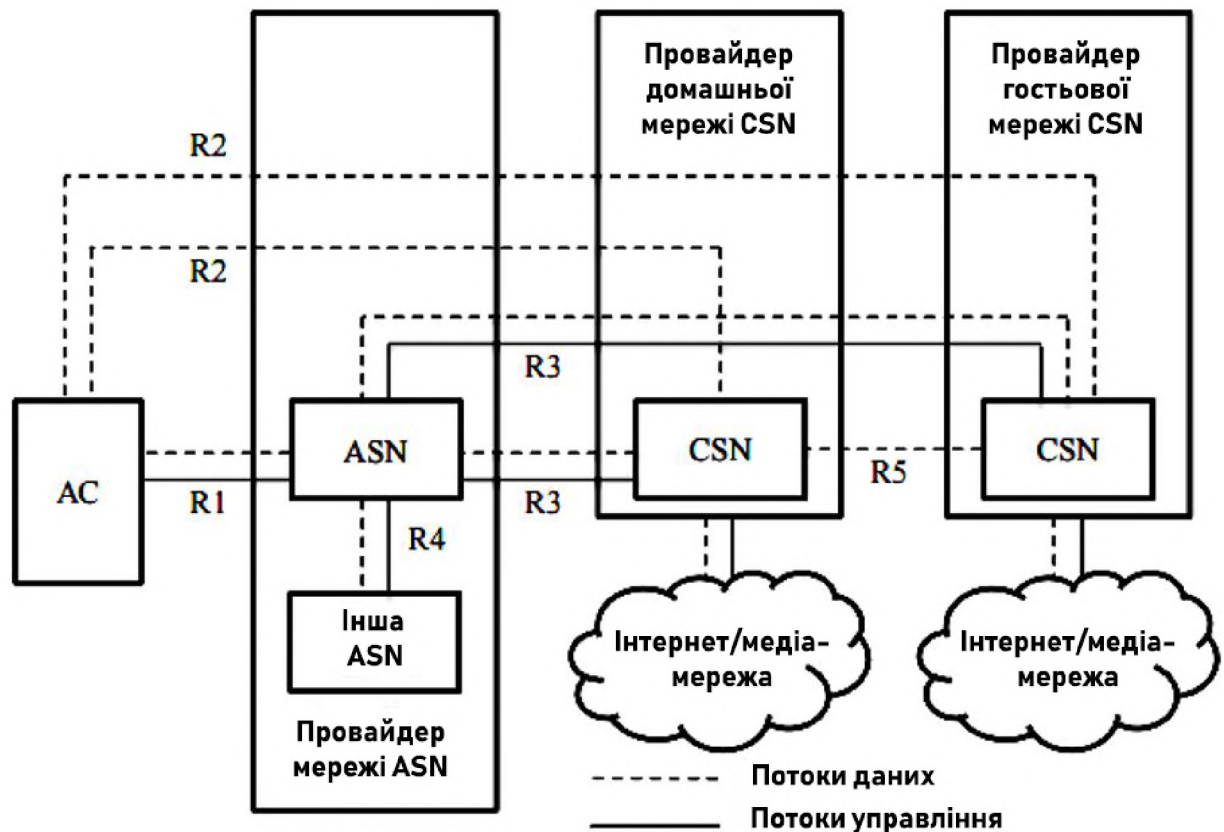 Провайдер
домашньої
мережі CSN
Провайдер
гостьової
мережі CSN
R2
R2
R3
AC
R1
ASN
R3
CSN
R5
CSN
R4
Інша
ASN
Провайдер
мережі ASN
Інтернет/медіа-
мережа
Інтернет/медіа-
мережа
Потоки даних
Потоки управління